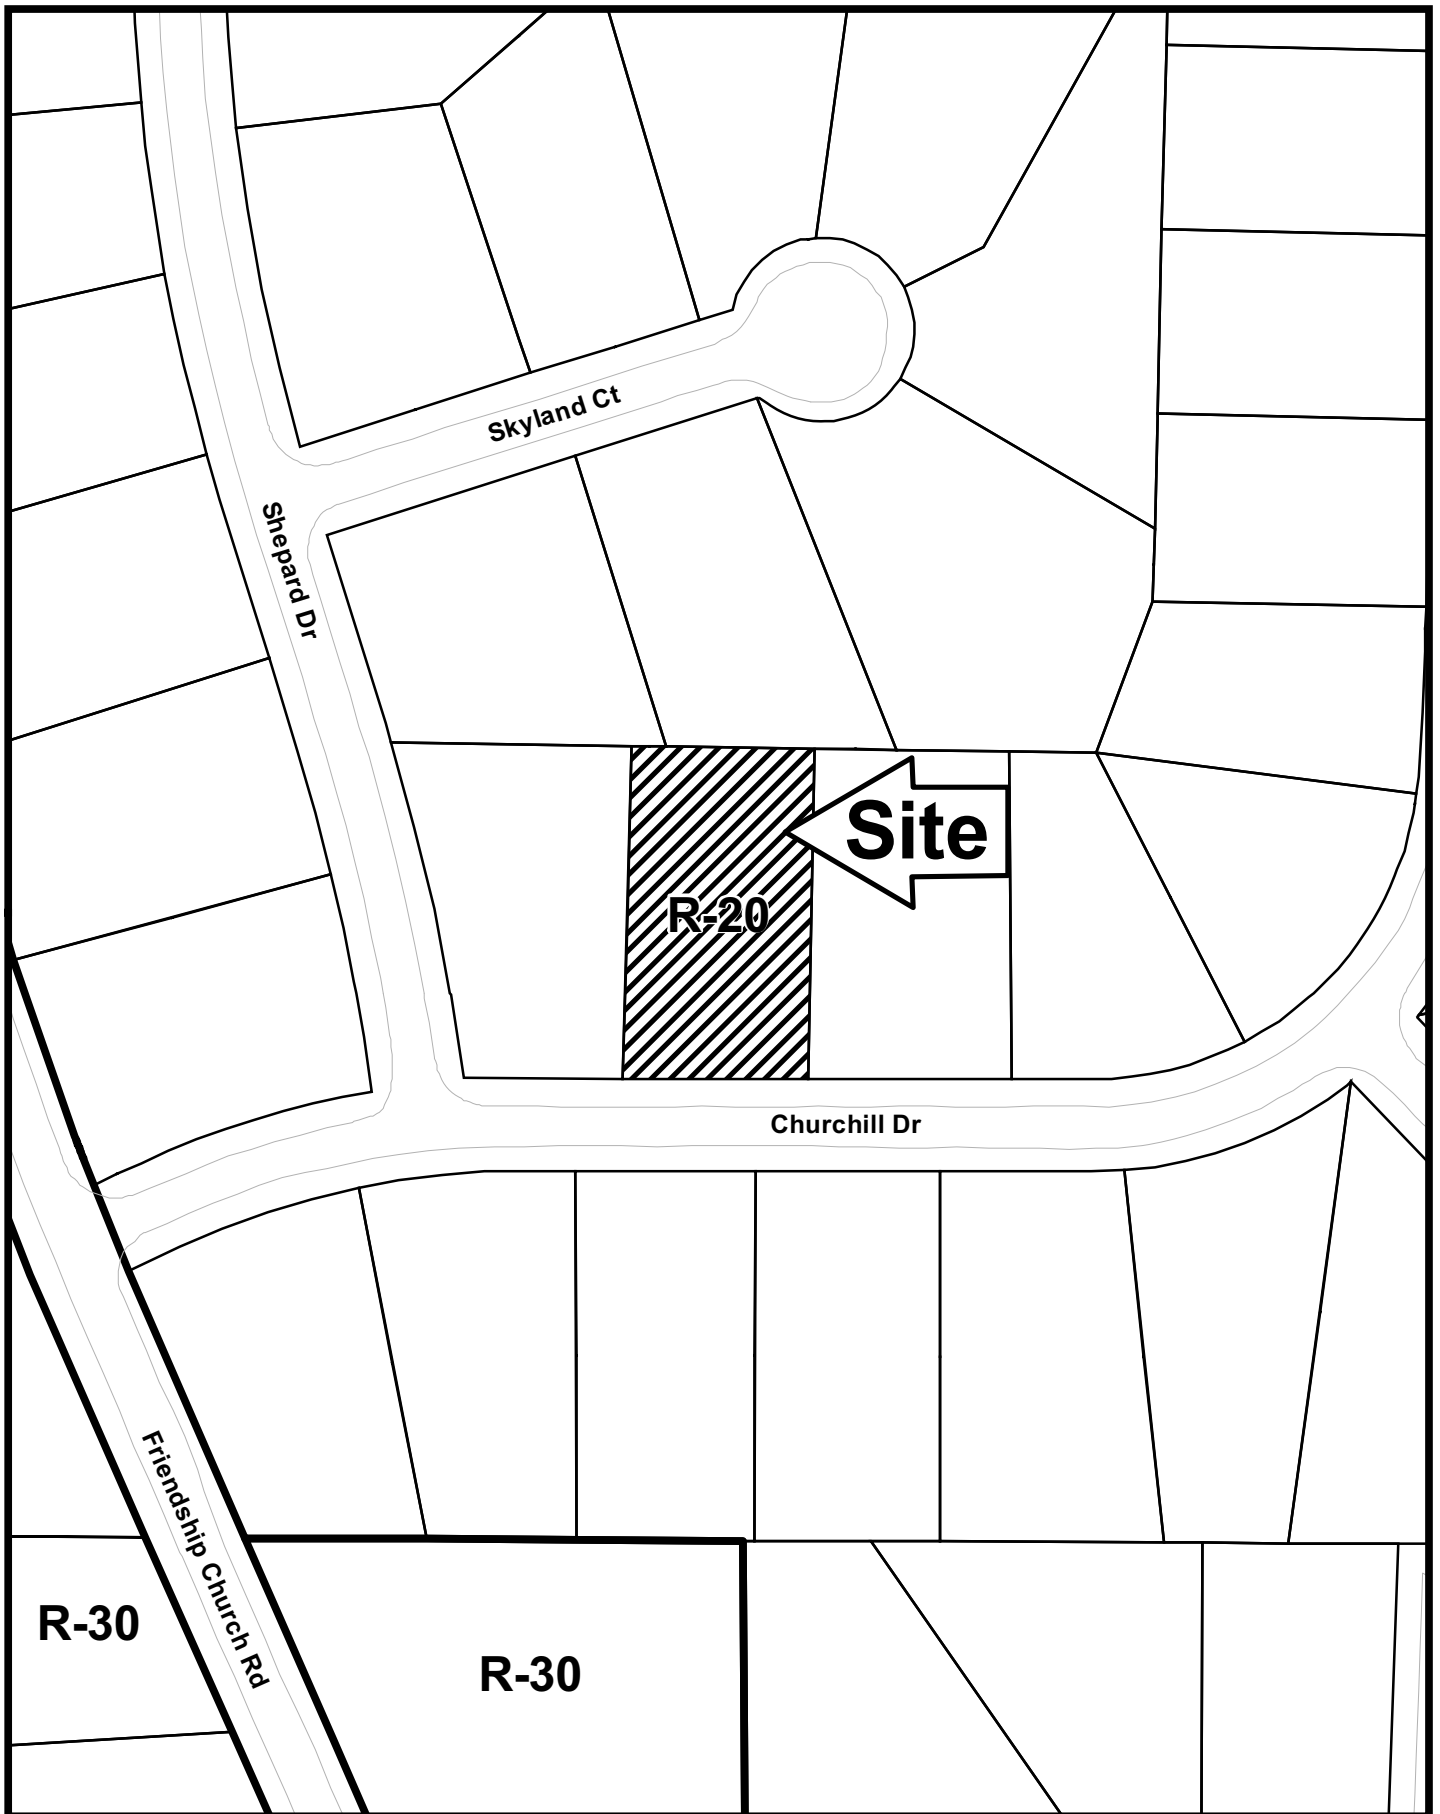 Skyland Ct
Shepard Dr
Site
R-20
Churchill Dr
Friendship Church Rd
R-30
R-30